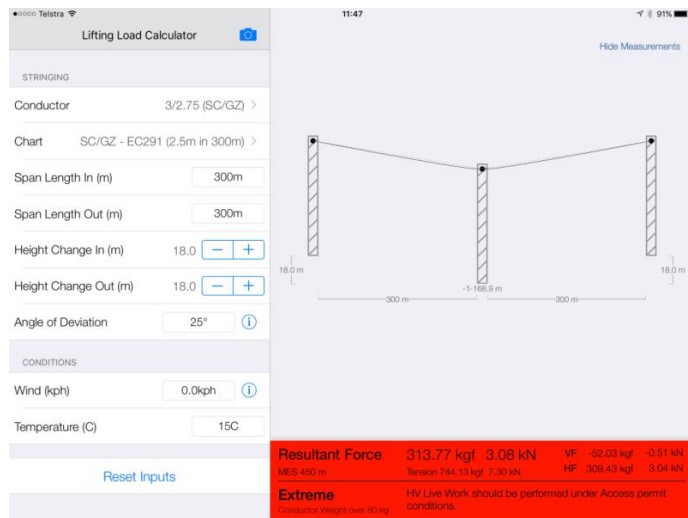 ●○○○○ Telstra 11:47 91%
Lifting Load Calculator
Hide Measurements
STRINGING
Conductor 3/2.75 (SC/GZ) >
Chart SC/GZ - EC291 (2.5m in 300m) >
Span Length In (m) 300m
Span Length Out (m) 300m
Height Change In (m) 18.0 − +
Height Change Out (m) 18.0 − +
Angle of Deviation 25° i
CONDITIONS
Wind (kph) 0.0kph i
Temperature (C) 15C
Reset Inputs
18.0 m
-1-168.9 m
18.0 m
300 m
300 m
Resultant Force 313.77 kgf 3.08 kN VF -52.03 kgf -0.51 kN
MES 450 m Tension 744.13 kgf 7.30 kN HF 309.43 kgf 3.04 kN
Extreme HV Live Work should be performed under Access permit
Conductor Weight over 80 kg conditions.